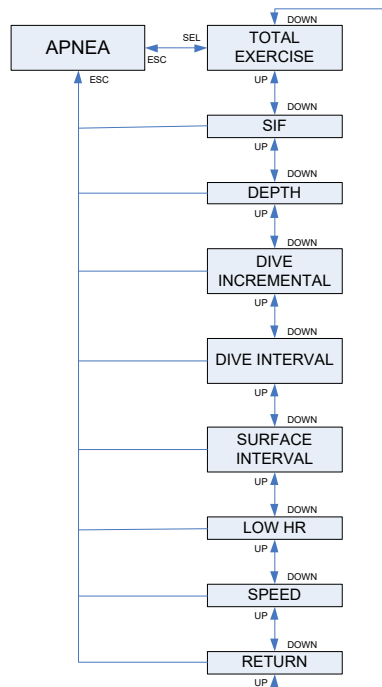 DOWN
APNEA
SEL
ESC
TOTAL
EXERCISE
ESC
UP
DOWN
SIF
UP
DOWN
DEPTH
UP
DOWN
DIVE
INCREMENTAL
UP
DOWN
DIVE INTERVAL
UP
DOWN
SURFACE
INTERVAL
UP
DOWN
LOW HR
UP
DOWN
SPEED
UP
DOWN
RETURN
UP